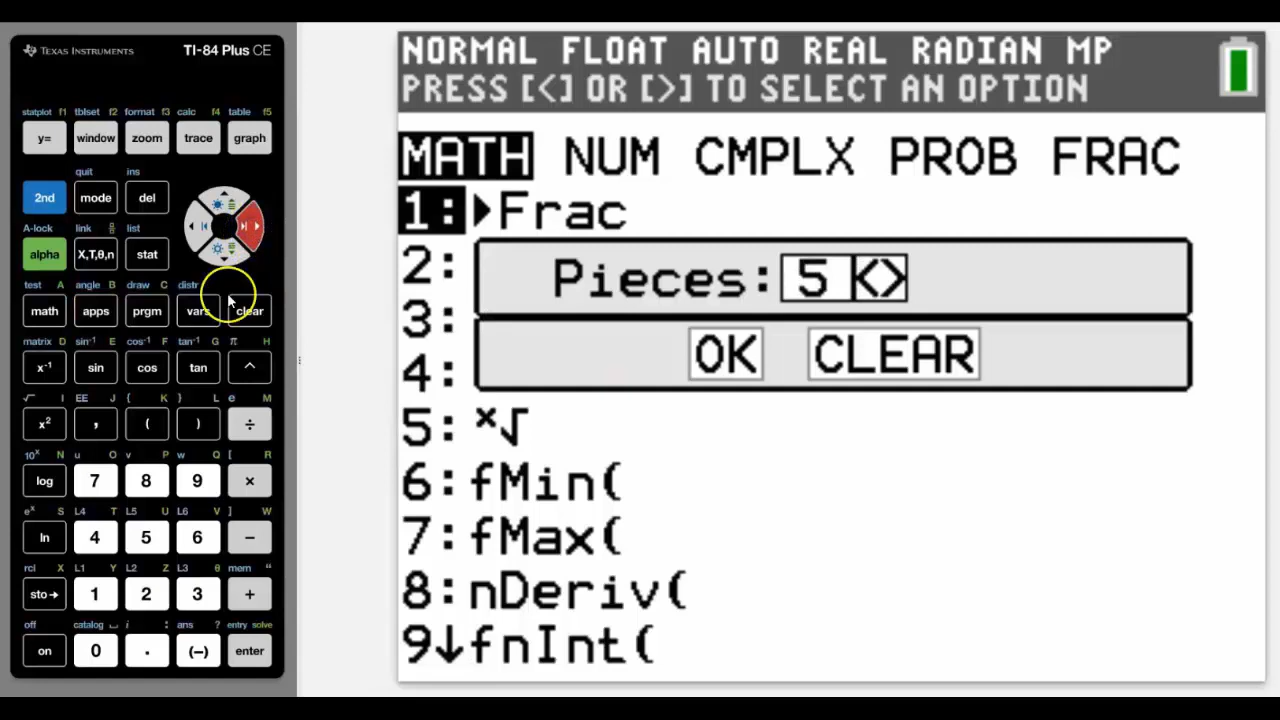 TEXAS INSTRUMENTS TI-84 Plus CE
statplot f1 tblset f2 format f3 calc f4 table f5
y= window zoom trace graph
quit ins
2nd mode del
A-lock link list
alpha X,T,θ,n stat
test A angle B draw C distr
math apps prgm vars clear
matrix D sin⁻¹ E cos⁻¹ F tan⁻¹ G π H
x⁻¹ sin cos tan ^
√ I EE J { K } L e M
x² , ( ) ÷
10ˣ N u O v P w Q [ R
log 7 8 9 ×
eˣ S L4 T L5 U L6 V ] W
ln 4 5 6 −
rcl X L1 Y L2 Z L3 θ mem “
sto→ 1 2 3 +
off catalog ␣ i : ans ? entry solve
on 0 . (−) enter
NORMAL FLOAT AUTO REAL RADIAN MP
PRESS [<] OR [>] TO SELECT AN OPTION
MATH NUM CMPLX PROB FRAC
1:▶Frac
2:
Pieces: 5 <>
3:
OK CLEAR
4:
5:ˣ√
6:fMin(
7:fMax(
8:nDeriv(
9↓fnInt(